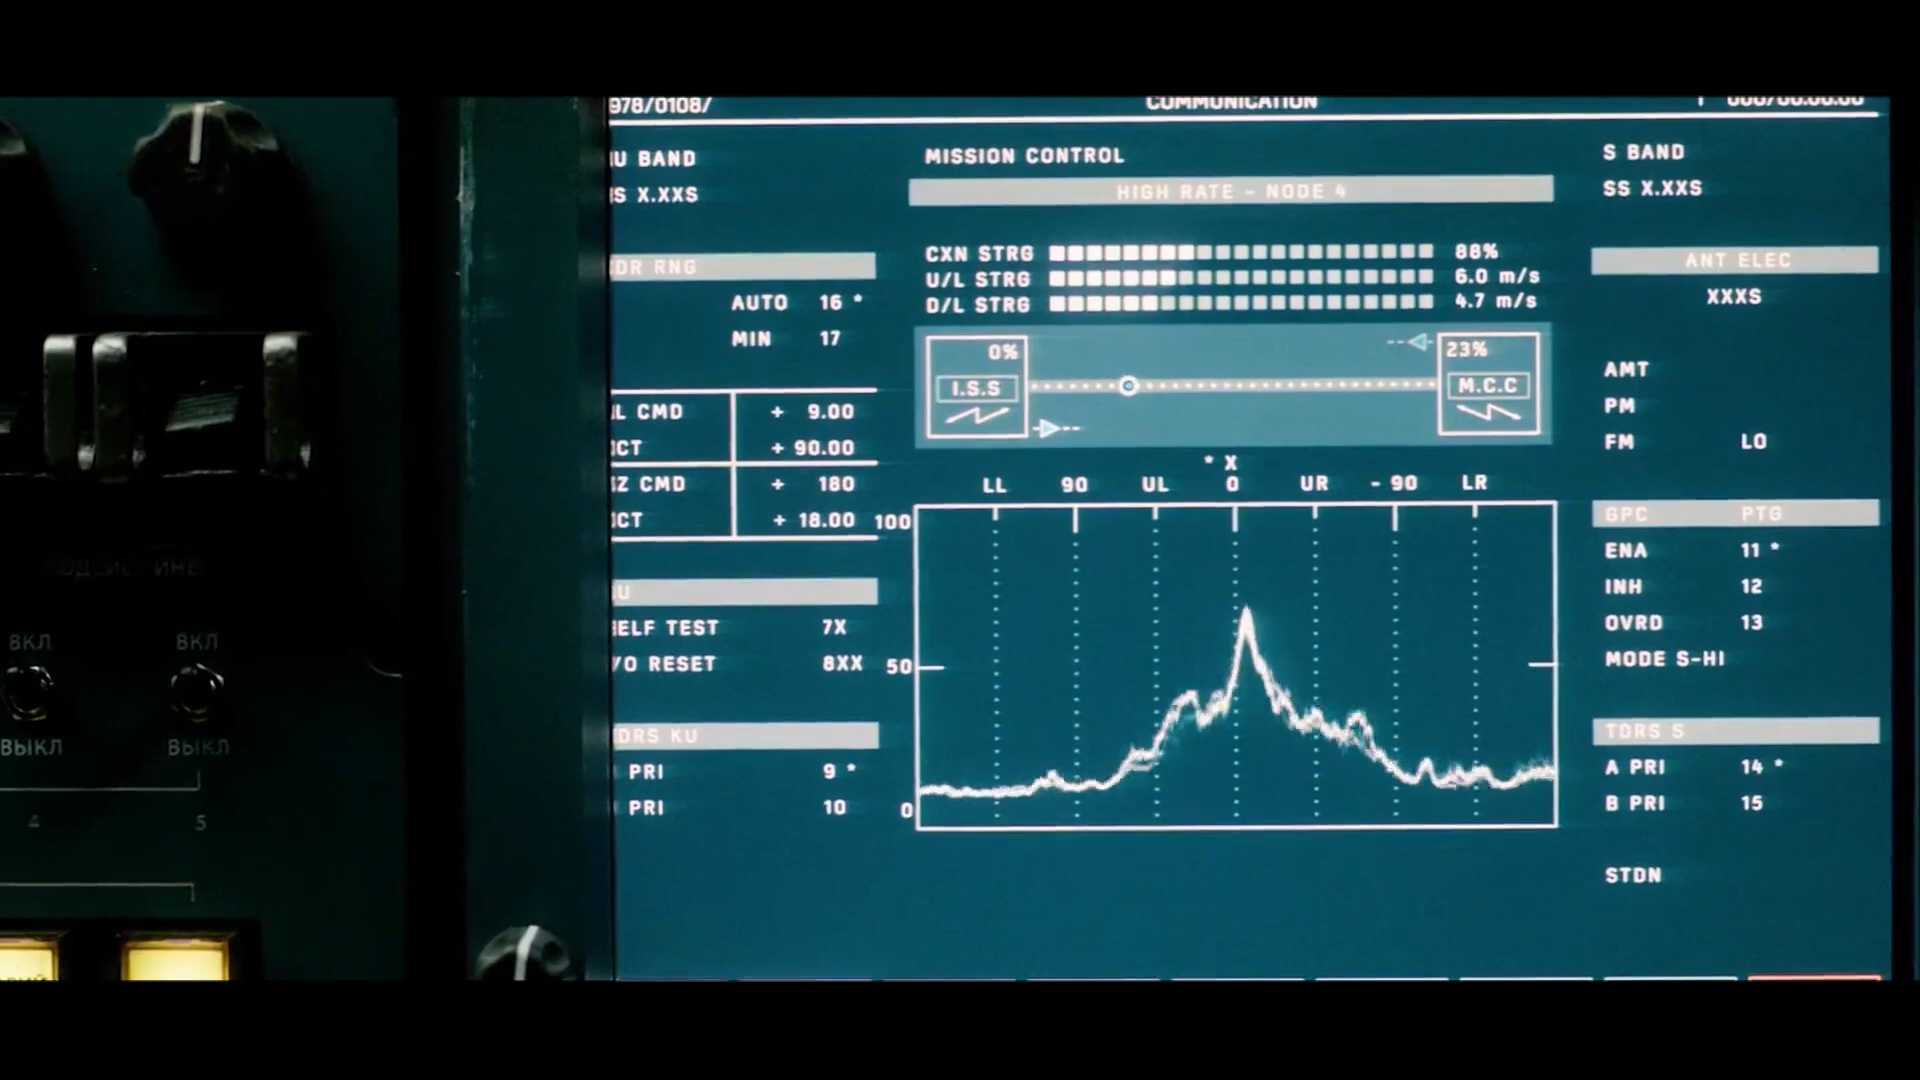 978/0108/
COMMUNICATION
U BAND
S X.XXS
DR RNG
AUTO 16 *
MIN 17
L CMD + 9.00
CT + 90.00
Z CMD + 180
CT + 18.00
U
ELF TEST 7X
/O RESET 8XX
DRS KU
PRI 9 *
PRI 10
MISSION CONTROL
HIGH RATE - NODE 4
CXN STRG 88%
U/L STRG 6.0 m/s
D/L STRG 4.7 m/s
0% 23%
I.S.S M.C.C
* X
LL 90 UL 0 UR - 90 LR
100
50
0
S BAND
SS X.XXS
ANT ELEC
XXXS
AMT
PM
FM LO
GPC PTG
ENA 11 *
INH 12
OVRD 13
MODE S-HI
TDRS S
A PRI 14 *
B PRI 15
STDN
ВКЛ ВКЛ
ВЫКЛ ВЫКЛ
4 5